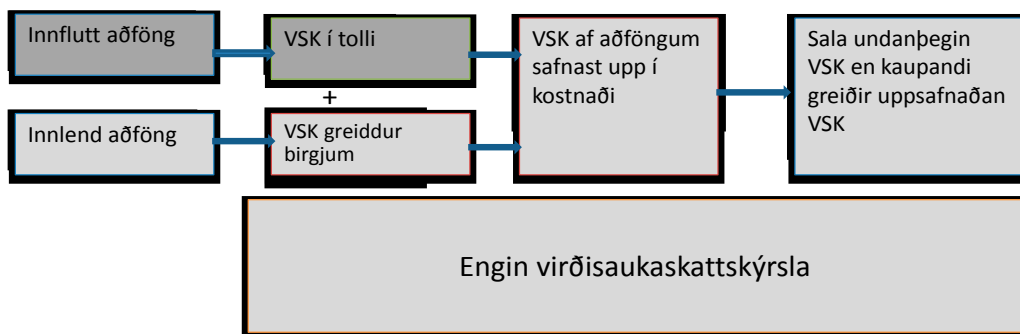 Innflutt aðföng
VSK í tolli
VSK af aðföngum
safnast upp í
kostnaði
Sala undanþegin
VSK en kaupandi
greiðir uppsafnaðan
VSK
+
Innlend aðföng
VSK greiddur
birgjum
Engin virðisaukaskattskýrsla